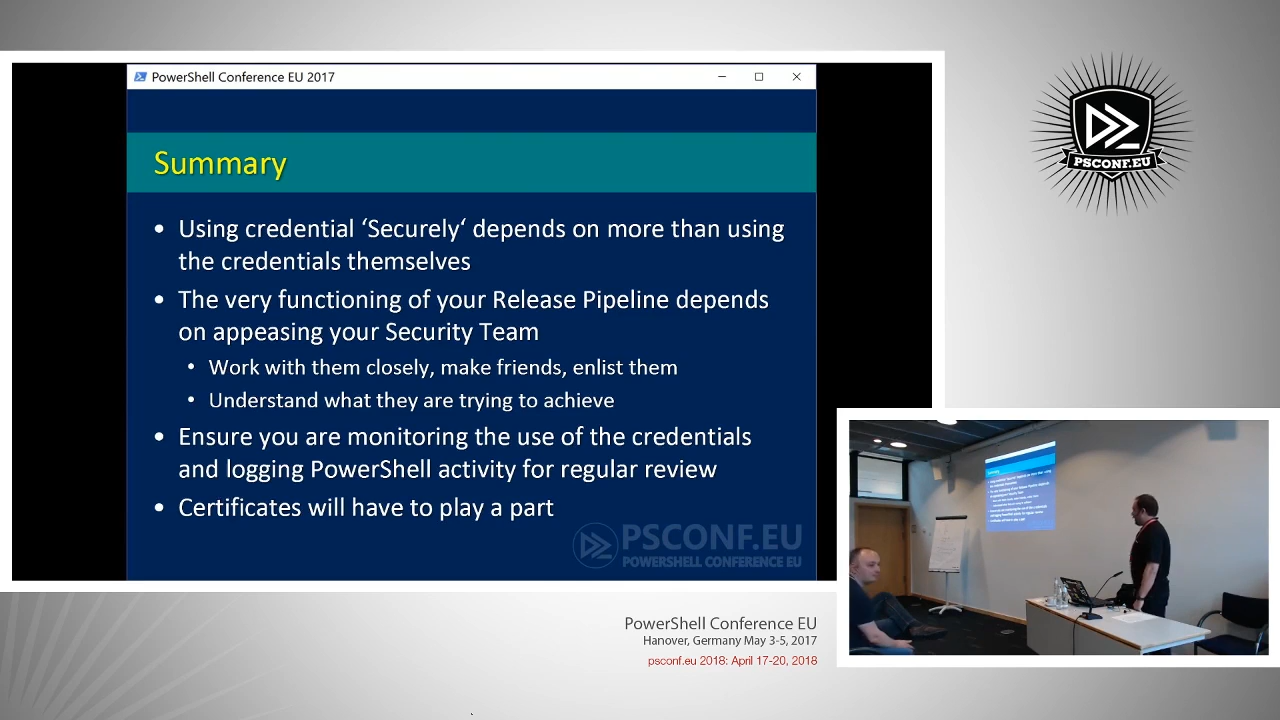 PowerShell Conference EU 2017
Summary
• Using credential ‘Securely‘ depends on more than using
the credentials themselves
• The very functioning of your Release Pipeline depends
on appeasing your Security Team
• Work with them closely, make friends, enlist them
• Understand what they are trying to achieve
• Ensure you are monitoring the use of the credentials
and logging PowerShell activity for regular review
• Certificates will have to play a part
PSCONF.EU
POWERSHELL CONFERENCE EU
PSCONF.EU
PowerShell Conference EU
Hanover, Germany May 3-5, 2017
psconf.eu 2018: April 17-20, 2018
Summary